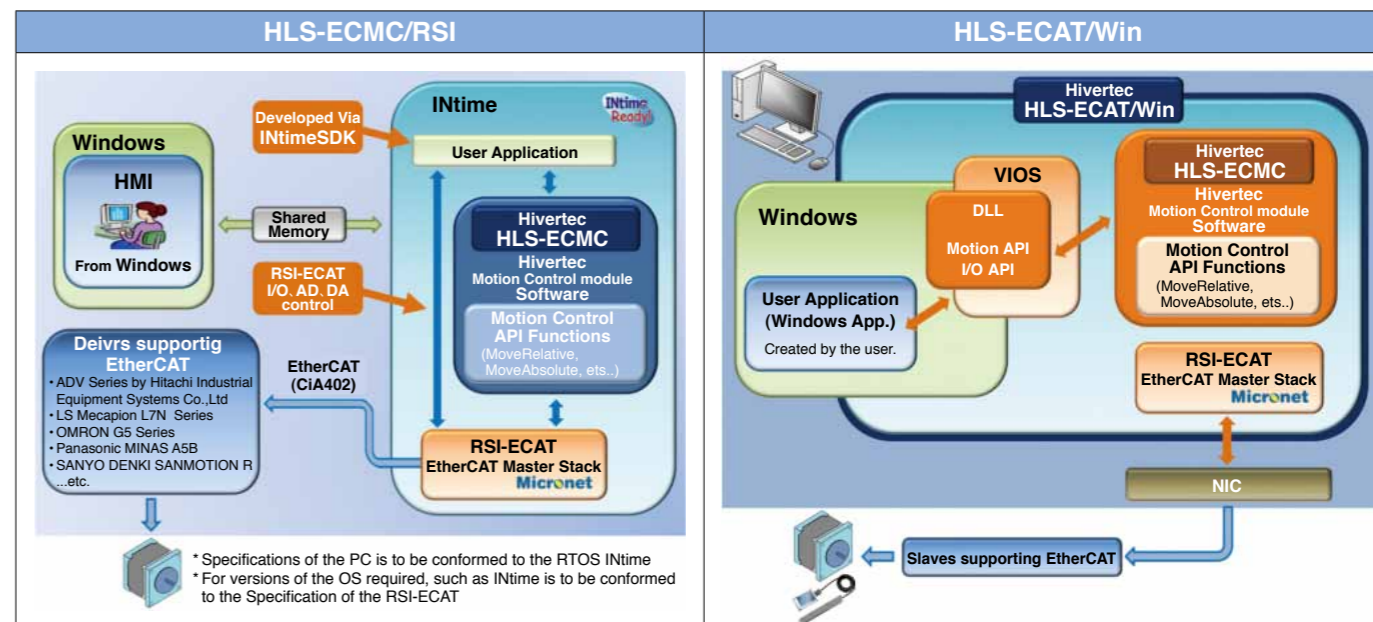 HLS-ECMC/RSI
INtime
INtime
Ready!
Developed Via
INtimeSDK
User Application
Windows
HMI
From Windows
Shared
Memory
Hivertec
HLS-ECMC
Hivertec
Motion Control module
Software
Motion Control
API Functions
(MoveRelative,
MoveAbsolute, ets..)
RSI-ECAT
I/O、AD、DA
control
Deivrs supportig
EtherCAT
・ADV Series by Hitachi Industrial
Equipment Systems Co.,Ltd
・LS Mecapion L7N Series
・OMRON G5 Series
・Panasonic MINAS A5B
・SANYO DENKI SANMOTION R
...etc.
EtherCAT
(CiA402)
RSI-ECAT
EtherCAT Master Stack
Micronet
* Specifications of the PC is to be conformed to the RTOS INtime
* For versions of the OS required, such as INtime is to be conformed
to the Specification of the RSI-ECAT
HLS-ECAT/Win
Hivertec
HLS-ECAT/Win
Windows
VIOS
DLL
Motion API
I/O API
User Application
(Windows App.)
Created by the user.
Hivertec
HLS-ECMC
Hivertec
Motion Control module
Software
Motion Control
API Functions
(MoveRelative,
MoveAbsolute, ets..)
RSI-ECAT
EtherCAT Master Stack
Micronet
NIC
Slaves supporting EtherCAT